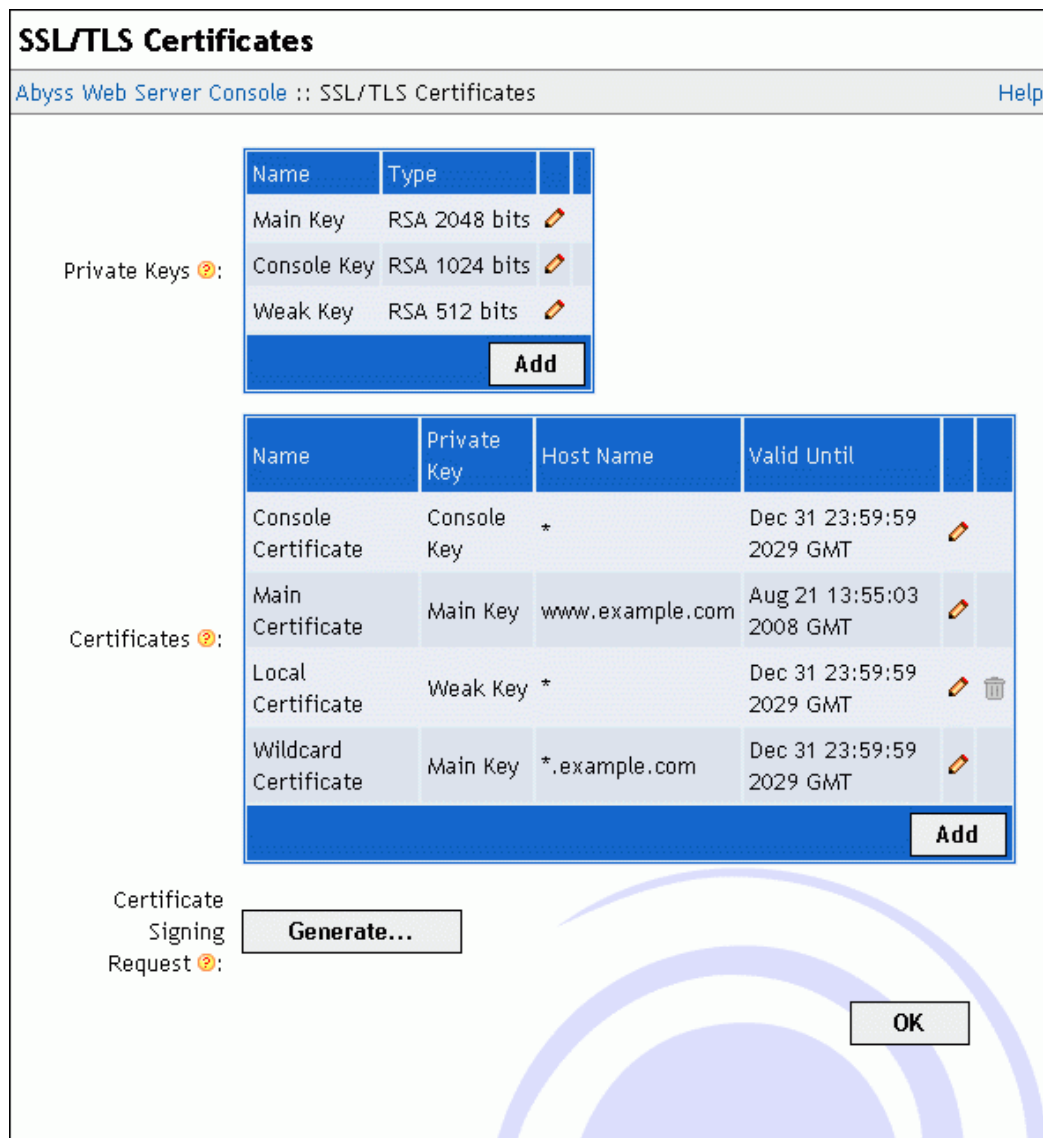 SSL/TLS Certificates
Abyss Web Server Console :: SSL/TLS Certificates Help
Name Type
Main Key RSA 2048 bits
Private Keys ?:
Console Key RSA 1024 bits
Weak Key RSA 512 bits
Add
Name Private Key Host Name Valid Until
Console Certificate Console Key * Dec 31 23:59:59 2029 GMT
Main Certificate Main Key www.example.com Aug 21 13:55:03 2008 GMT
Certificates ?:
Local Certificate Weak Key * Dec 31 23:59:59 2029 GMT
Wildcard Certificate Main Key *.example.com Dec 31 23:59:59 2029 GMT
Add
Certificate
Signing
Request ?:
Generate...
OK